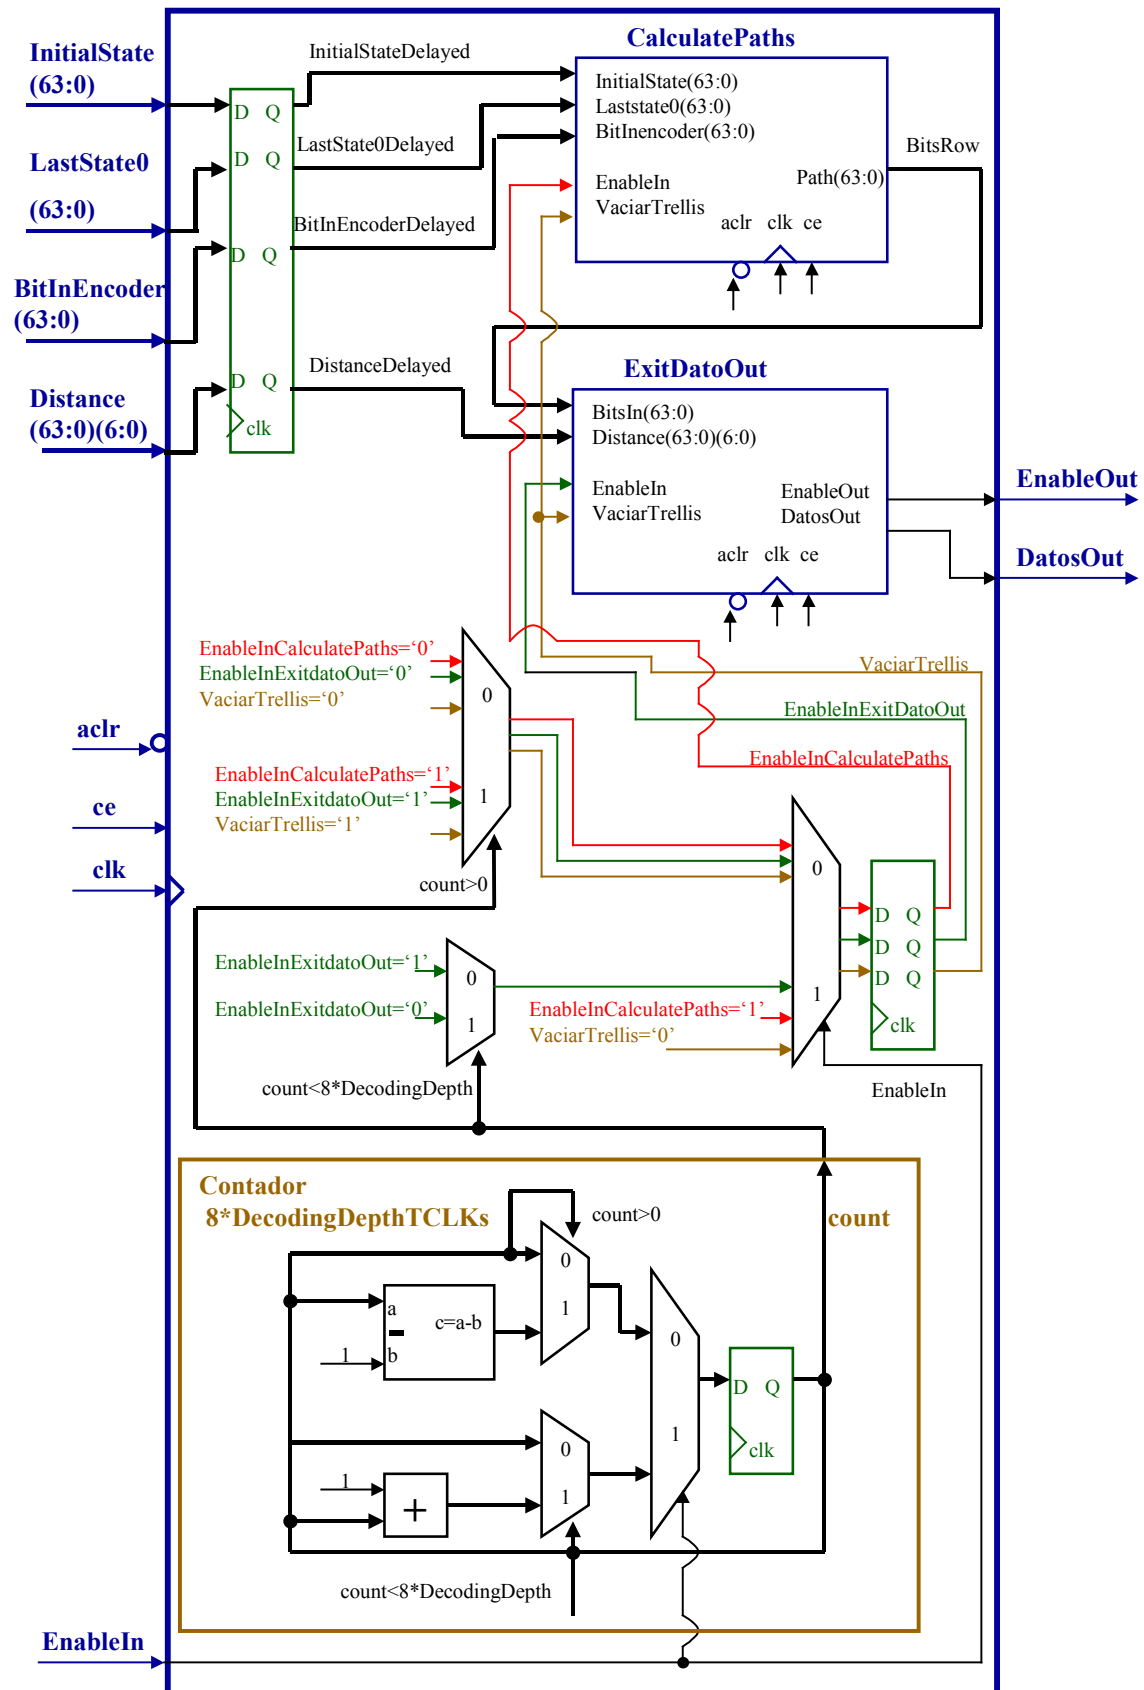 InitialState
(63:0)
LastState0
(63:0)
BitInEncoder
(63:0)
Distance
(63:0)(6:0)
D Q
D Q
D Q
D Q
clk
InitialStateDelayed
LastState0Delayed
BitInEncoderDelayed
DistanceDelayed
CalculatePaths
InitialState(63:0)
Laststate0(63:0)
BitInencoder(63:0)
EnableIn
VaciarTrellis
Path(63:0)
aclr clk ce
BitsRow
ExitDatoOut
BitsIn(63:0)
Distance(63:0)(6:0)
EnableIn
VaciarTrellis
EnableOut
DatosOut
aclr clk ce
EnableOut
DatosOut
EnableInCalculatePaths=‘0’
EnableInExitdatoOut=‘0’
VaciarTrellis=‘0’
0
EnableInCalculatePaths=‘1’
EnableInExitdatoOut=‘1’
VaciarTrellis=‘1’
1
count>0
VaciarTrellis
EnableInExitDatoOut
EnableInCalculatePaths
aclr
ce
clk
EnableInExitdatoOut=‘1’
0
EnableInExitdatoOut=‘0’
1
count<8*DecodingDepth
EnableInCalculatePaths=‘1’
VaciarTrellis=‘0’
0
1
D Q
D Q
D Q
clk
EnableIn
Contador
8*DecodingDepthTCLKs
count
count>0
0
1
a
-
b
c=a-b
1
0
1
D Q
clk
0
1
1
+
count<8*DecodingDepth
EnableIn